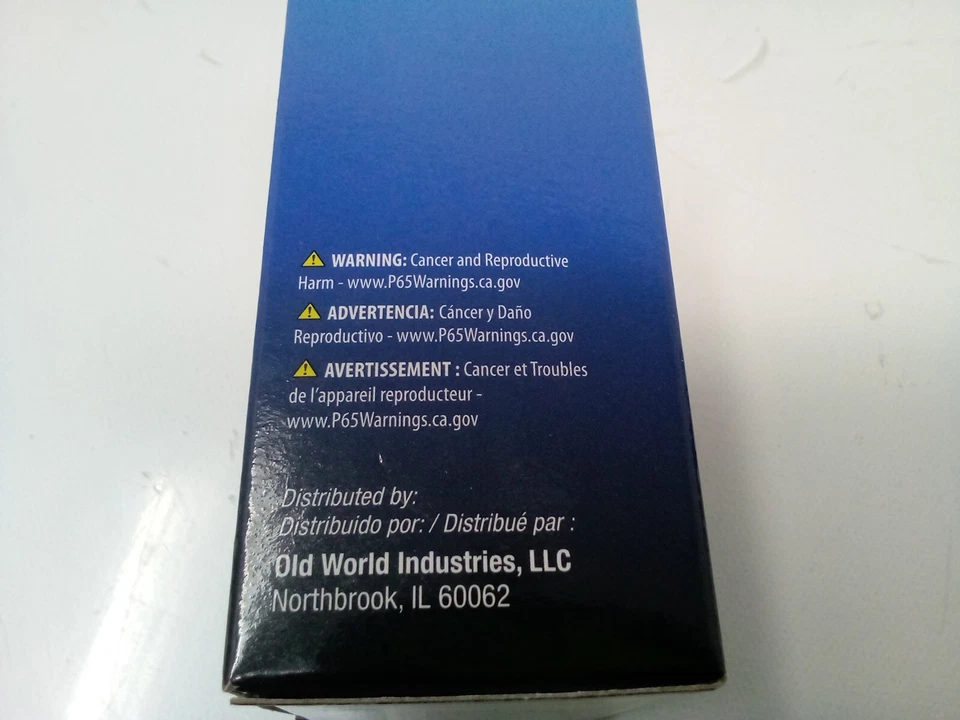 WARNING: Cancer and Reproductive
Harm - www.P65Warnings.ca.gov
ADVERTENCIA: Cáncer y Daño
Reproductivo - www.P65Warnings.ca.gov
AVERTISSEMENT : Cancer et Troubles
de l'appareil reproducteur -
www.P65Warnings.ca.gov
Distributed by:
Distribuido por: / Distribué par :
Old World Industries, LLC
Northbrook, IL 60062